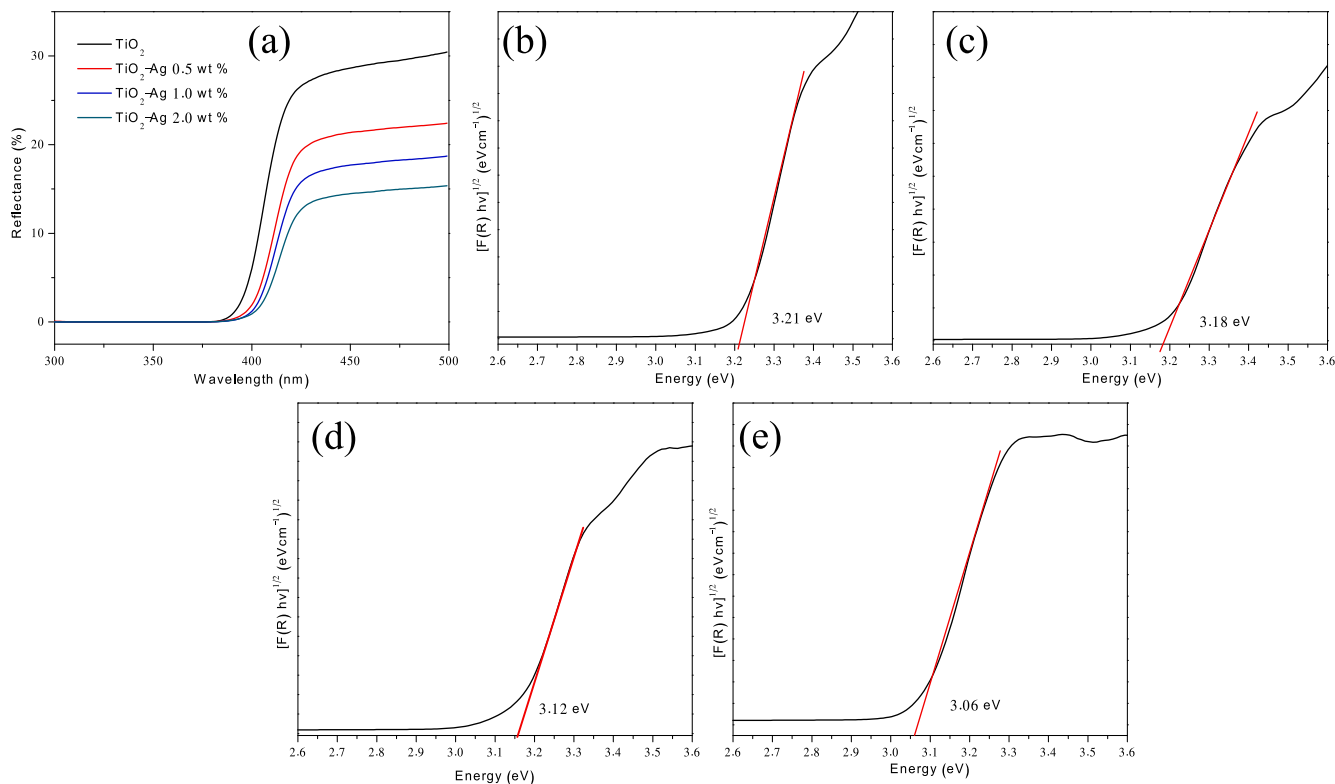 (a)
TiO2
TiO2-Ag 0.5 wt %
TiO2-Ag 1.0 wt %
TiO2-Ag 2.0 wt %
Reflectance (%)
30
20
10
0
300 350 400 450 500
Wavelength (nm)
(b)
[F(R) hv]^1/2 (eVcm^-1)^1/2
3.21 eV
2.6 2.7 2.8 2.9 3.0 3.1 3.2 3.3 3.4 3.5 3.6
Energy (eV)
(c)
[F(R) hv]^1/2 (eVcm^-1)^1/2
3.18 eV
2.6 2.7 2.8 2.9 3.0 3.1 3.2 3.3 3.4 3.5 3.6
Energy (eV)
(d)
[F(R) hv]^1/2 (eVcm^-1)^1/2
3.12 eV
2.6 2.7 2.8 2.9 3.0 3.1 3.2 3.3 3.4 3.5 3.6
Energy (eV)
(e)
[F(R) hv]^1/2 (eVcm^-1)^1/2
3.06 eV
2.6 2.7 2.8 2.9 3.0 3.1 3.2 3.3 3.4 3.5 3.6
Energy (eV)